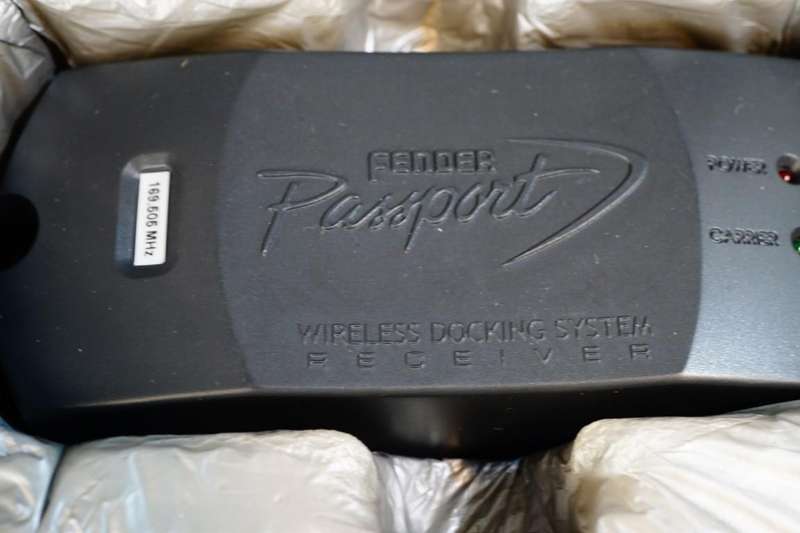 169.505 MHz
FENDER
Passport
WIRELESS DOCKING SYSTEM
RECEIVER
POWER
CARRIER